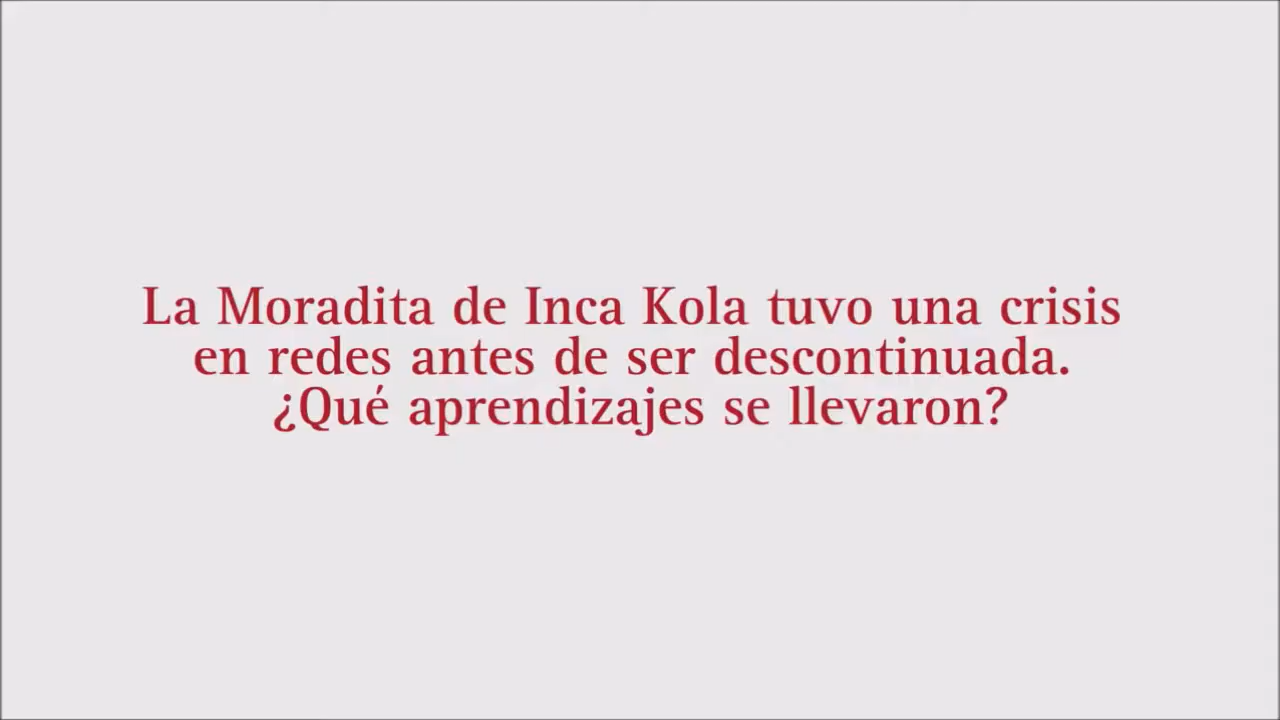 La Moradita de Inca Kola tuvo una crisis
en redes antes de ser descontinuada.
¿Qué aprendizajes se llevaron?